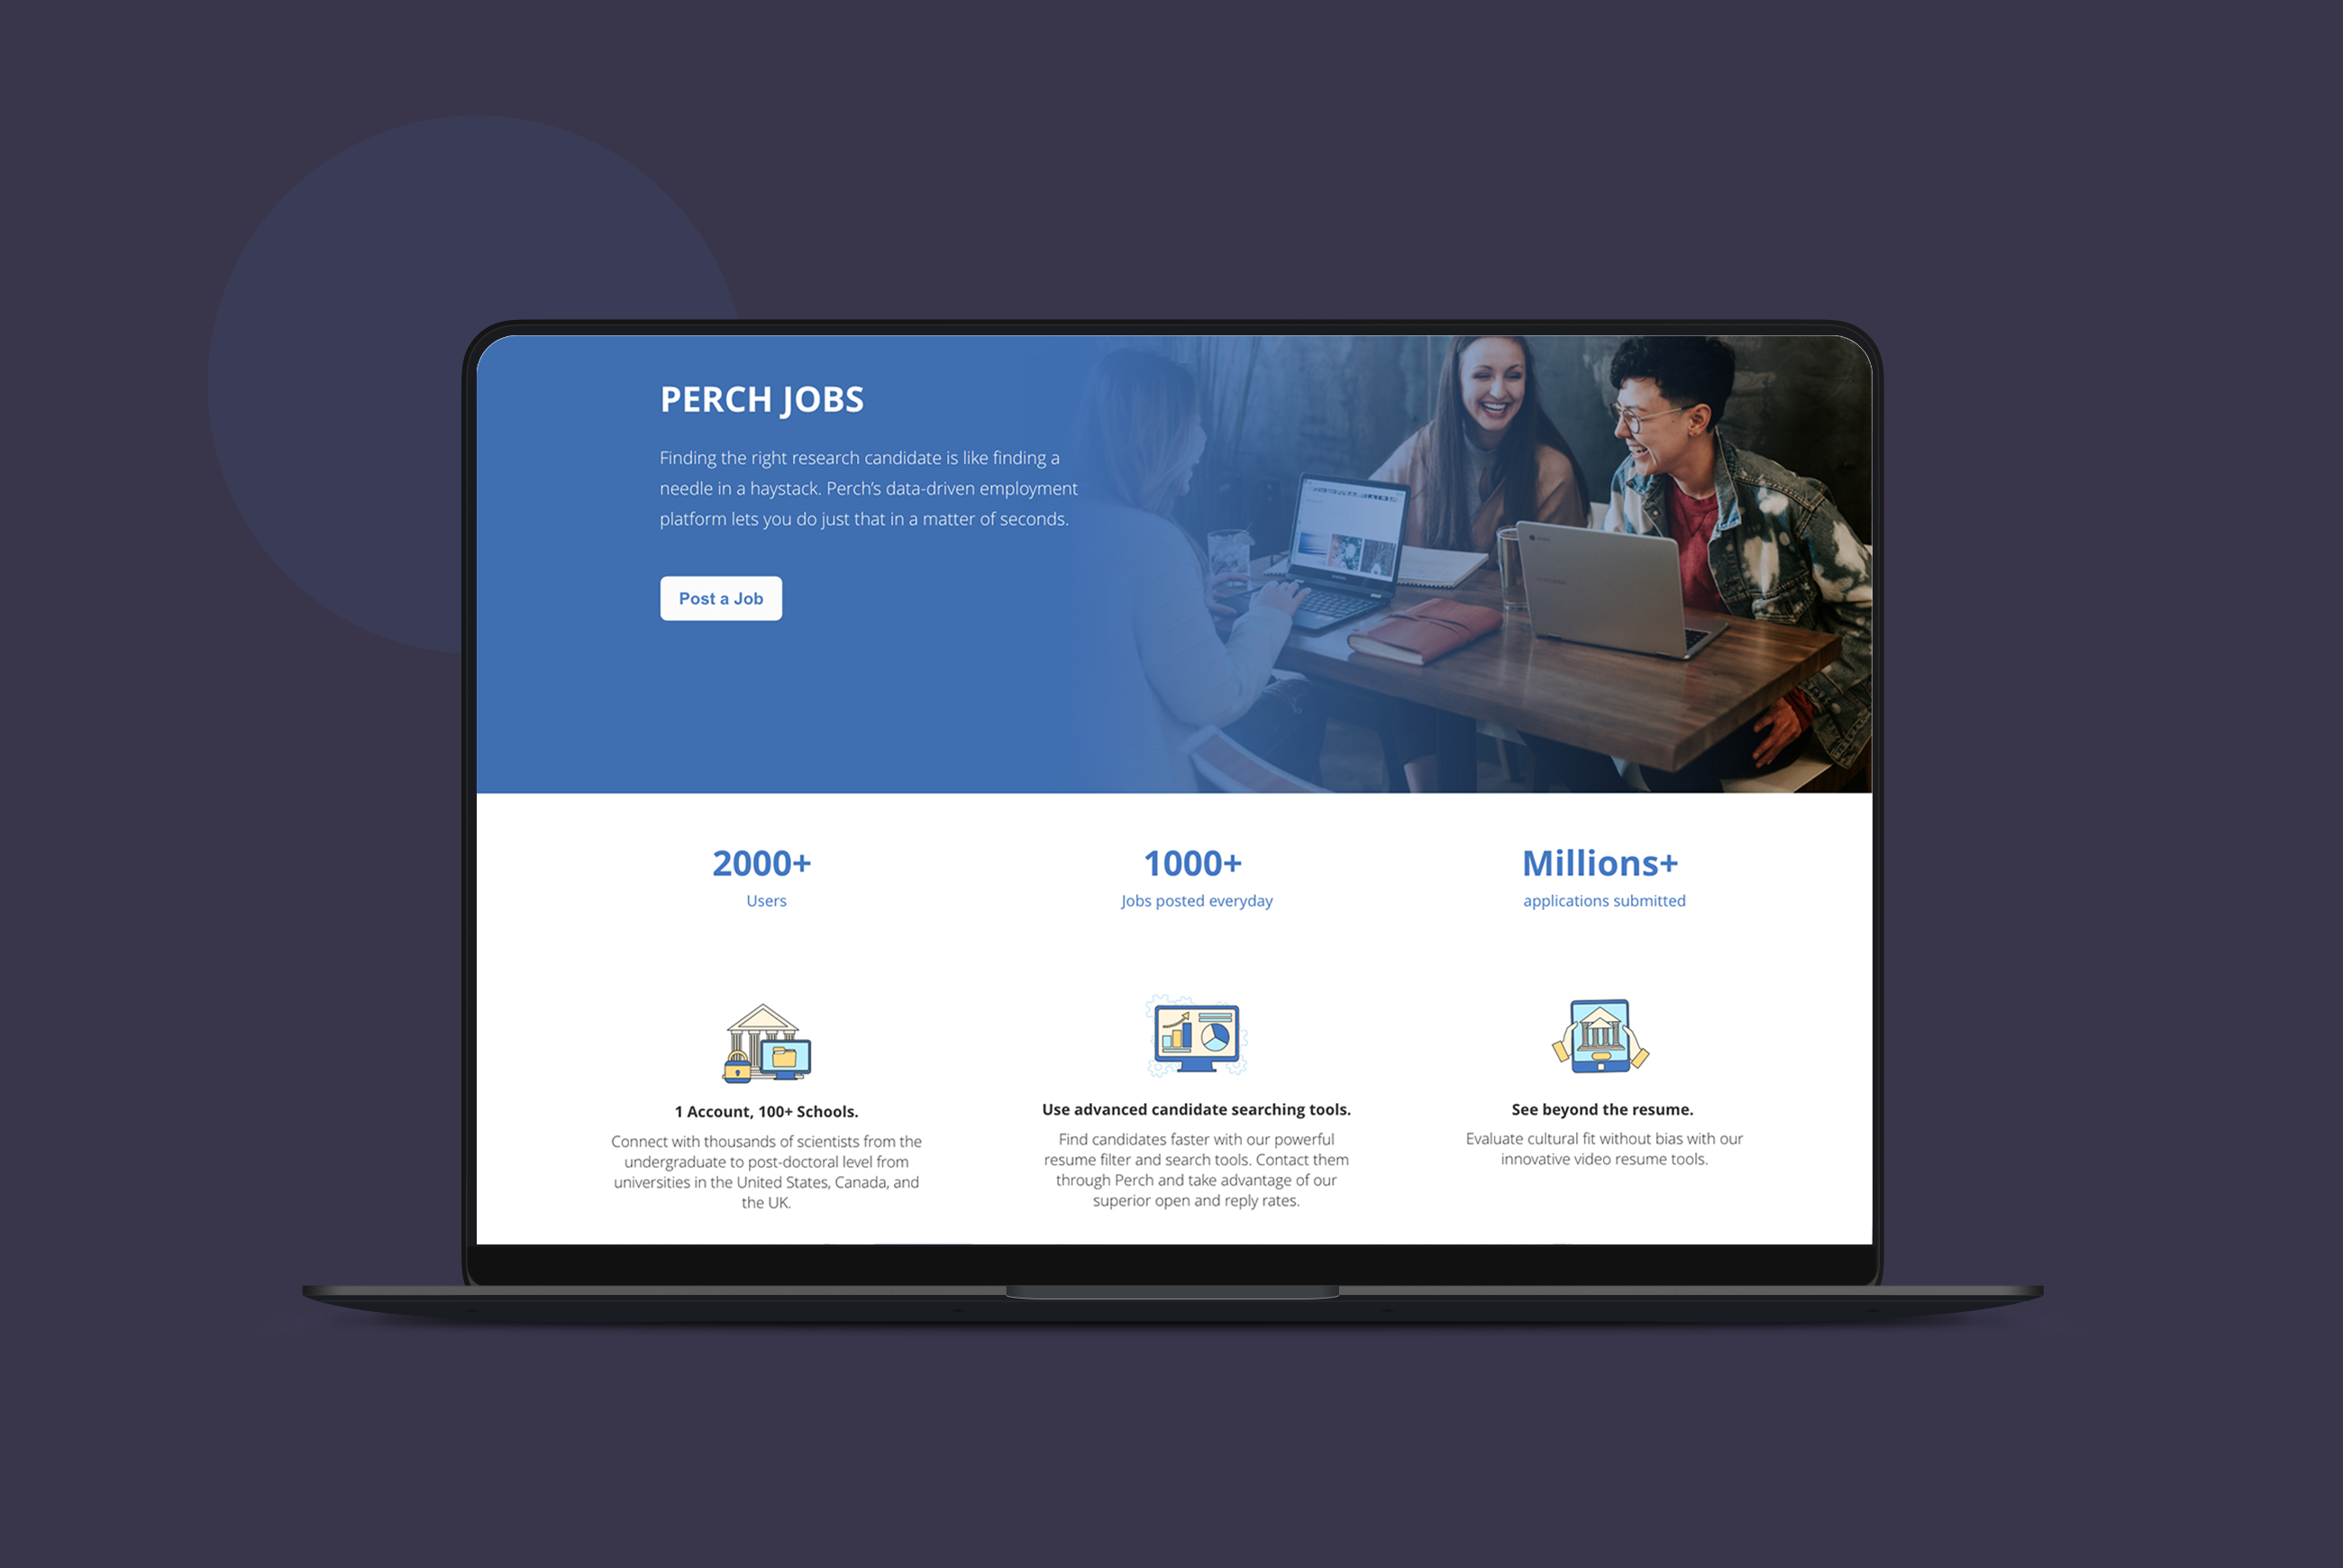 PERCH JOBS
Finding the right research candidate is like finding a
needle in a haystack. Perch's data-driven employment
platform lets you do just that in a matter of seconds.
Post a Job
2000+
Users
1000+
Jobs posted everyday
Millions+
applications submitted
1 Account, 100+ Schools.
Connect with thousands of scientists from the
undergraduate to post-doctoral level from
universities in the United States, Canada, and
the UK.
Use advanced candidate searching tools.
Find candidates faster with our powerful
resume filter and search tools. Contact them
through Perch and take advantage of our
superior open and reply rates.
See beyond the resume.
Evaluate cultural fit without bias with our
innovative video resume tools.